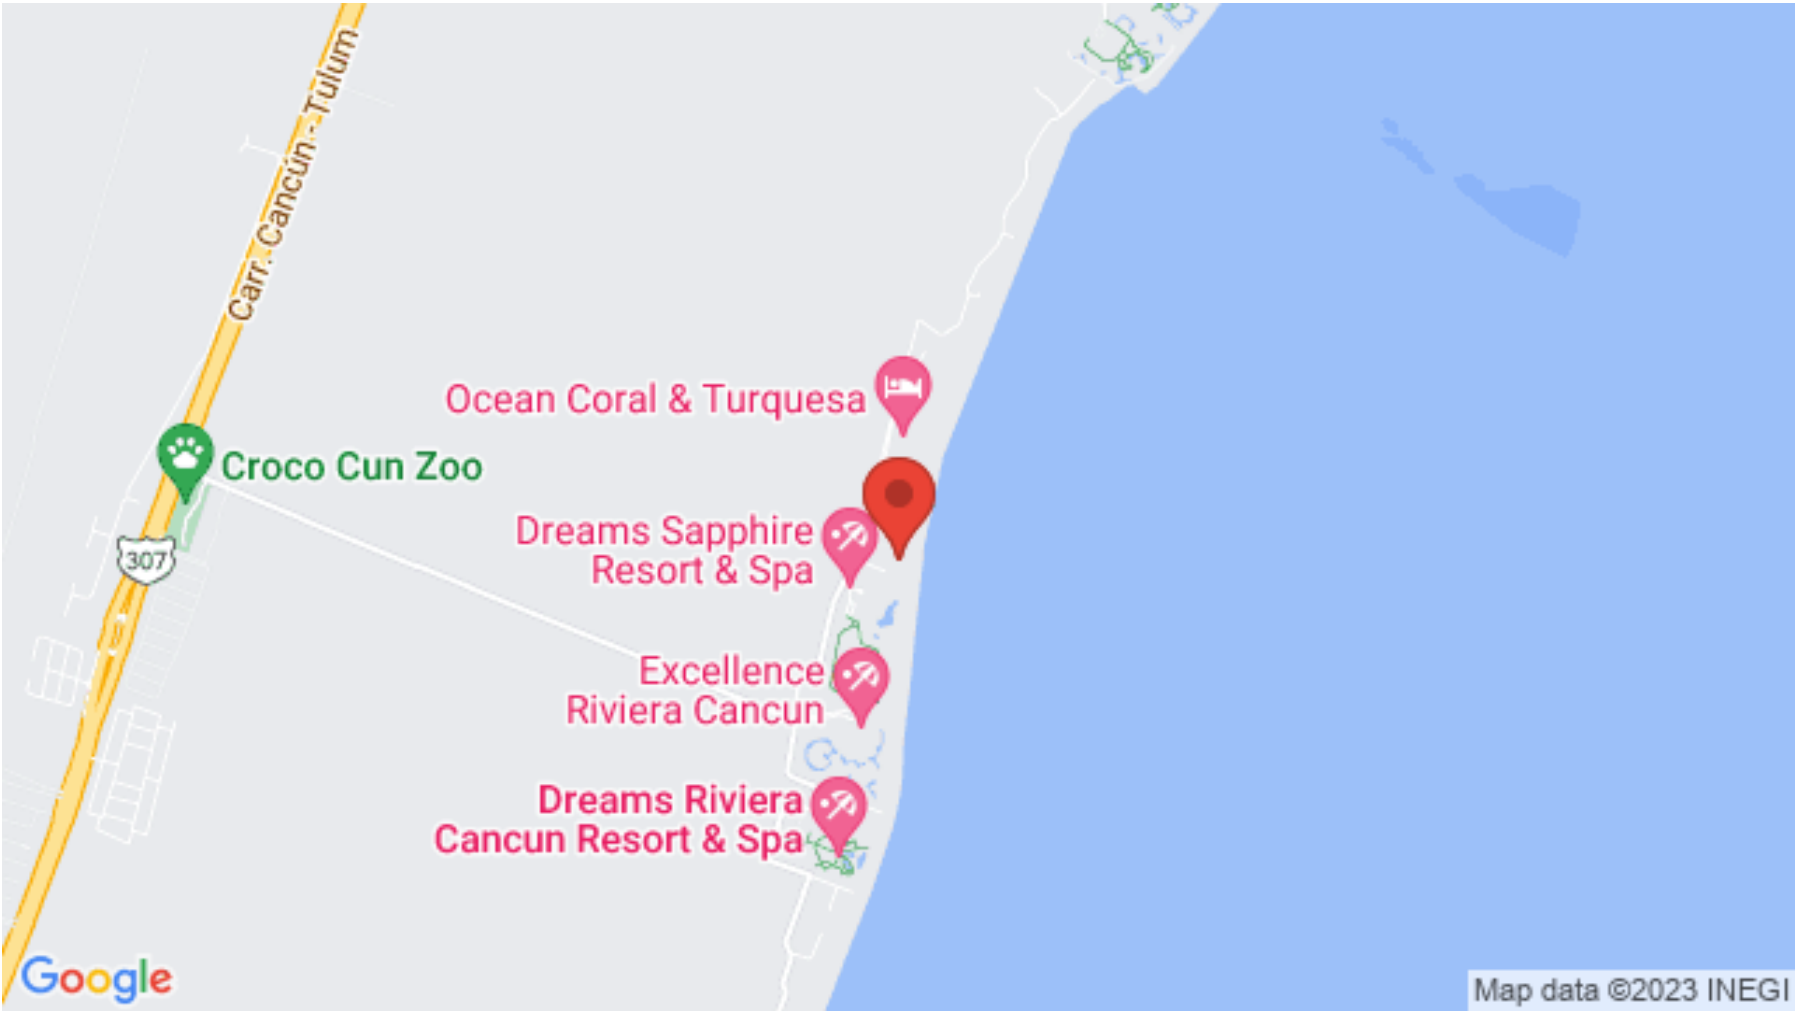 Carr. Cancún - Tulum
Ocean Coral & Turquesa
Croco Cun Zoo
Dreams Sapphire
Resort & Spa
307
Excellence
Riviera Cancun
Dreams Riviera
Cancun Resort & Spa
Google
Map data ©2023 INEGI